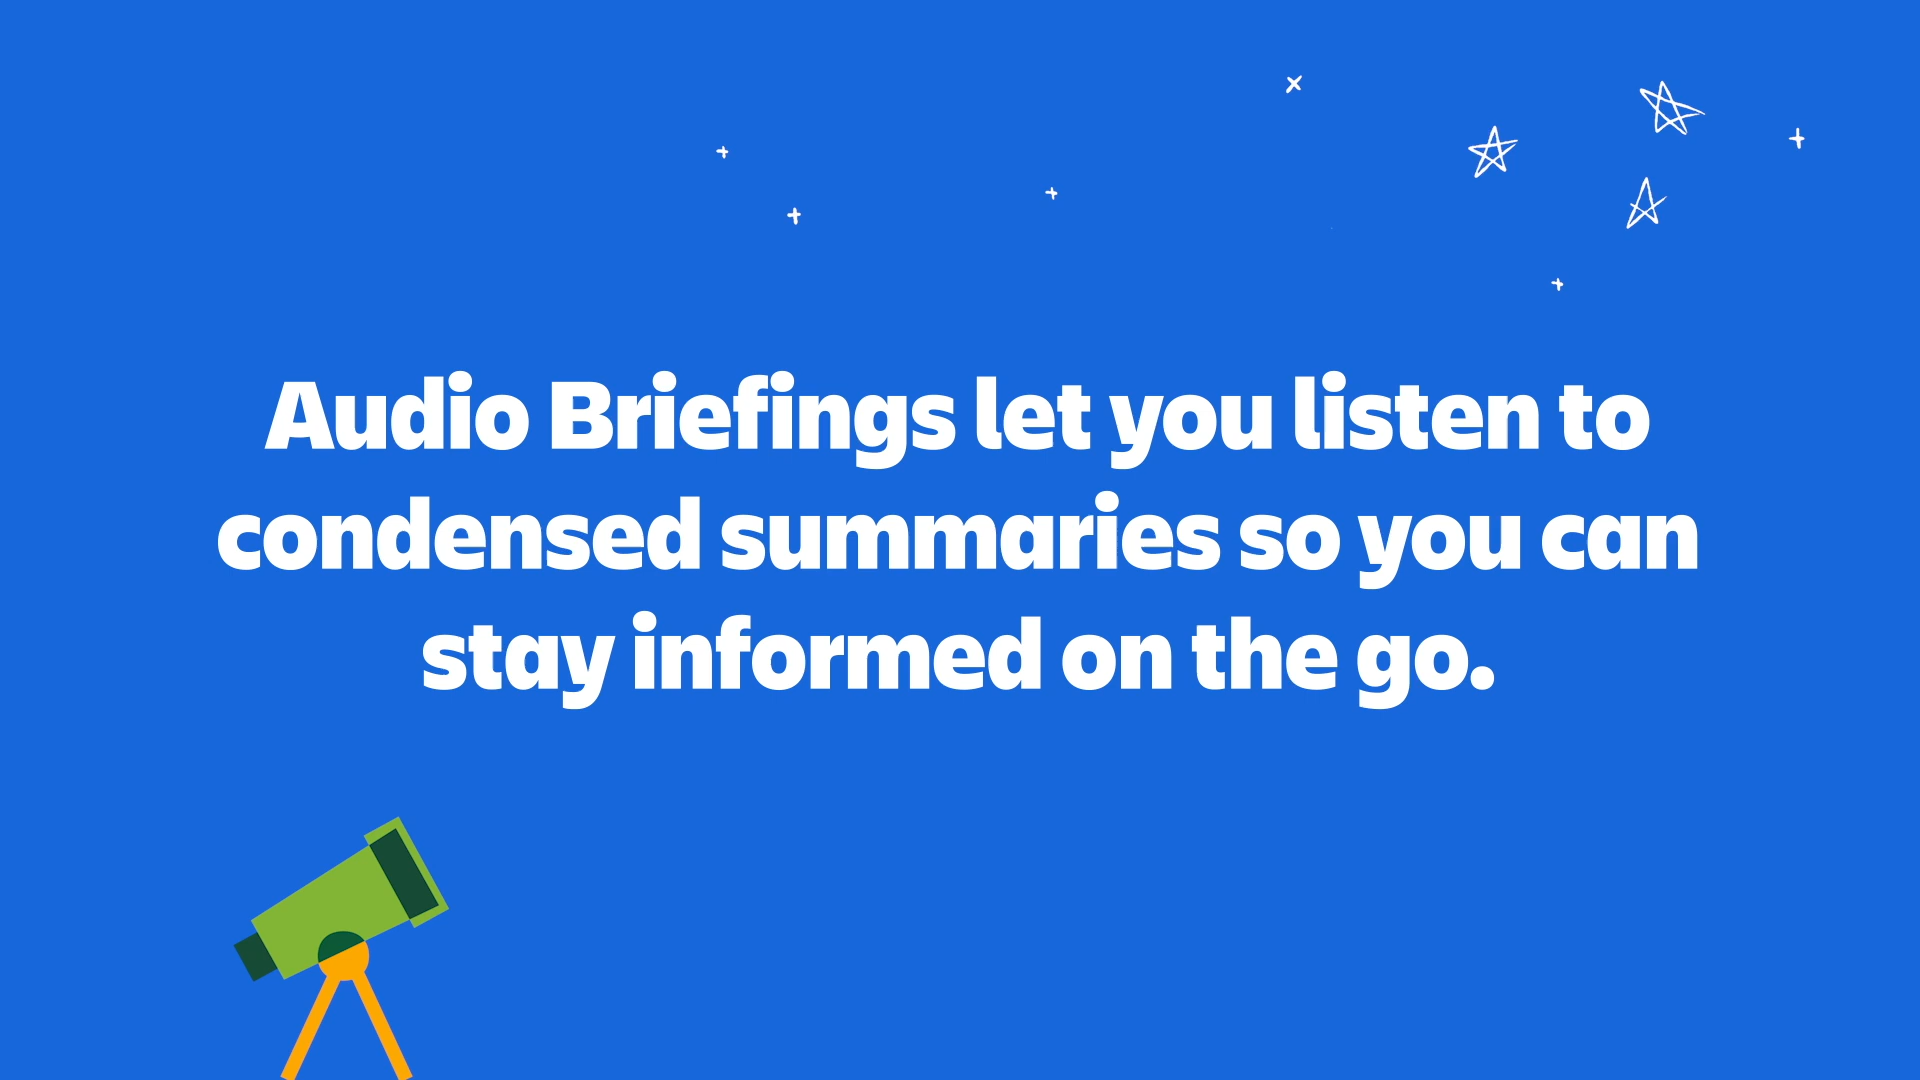 Audio Briefings let you listen to
condensed summaries so you can
stay informed on the go.